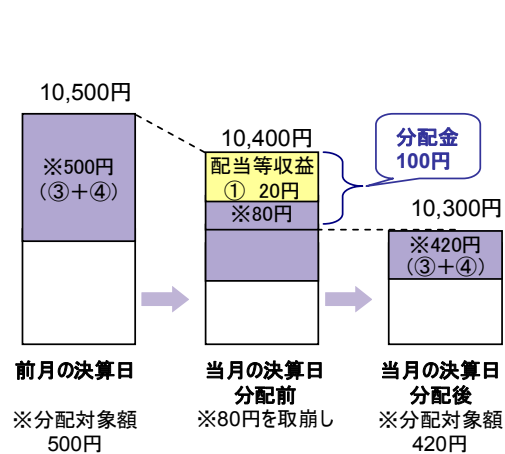 10,500円
※500円
(③+④)
10,400円
配当等収益
① 20円
※80円
分配金
100円
10,300円
※420円
(③+④)
前月の決算日
※分配対象額
500円
当月の決算日
分配前
※80円を取崩し
当月の決算日
分配後
※分配対象額
420円